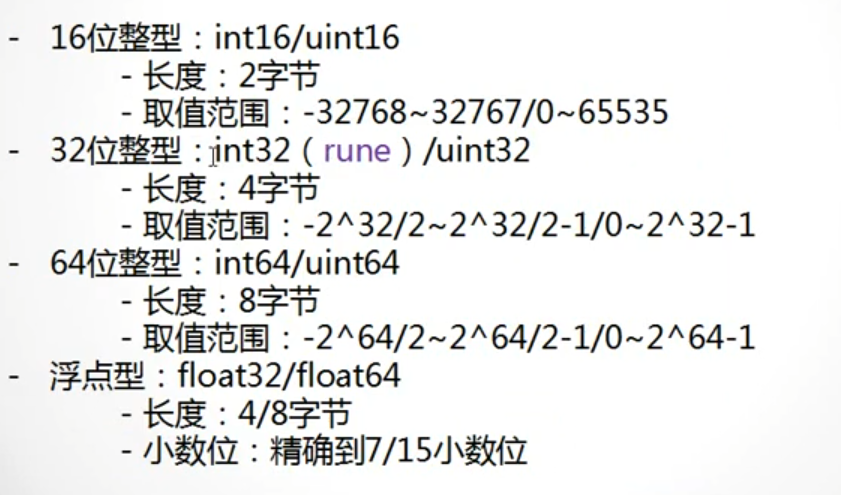 - 16位整型：int16/uint16
- 长度：2字节
- 取值范围：-32768~32767/0~65535
- 32位整型：int32（rune）/uint32
- 长度：4字节
- 取值范围：-2^32/2~2^32/2-1/0~2^32-1
- 64位整型：int64/uint64
- 长度：8字节
- 取值范围：-2^64/2~2^64/2-1/0~2^64-1
- 浮点型：float32/float64
- 长度：4/8字节
- 小数位：精确到7/15小数位